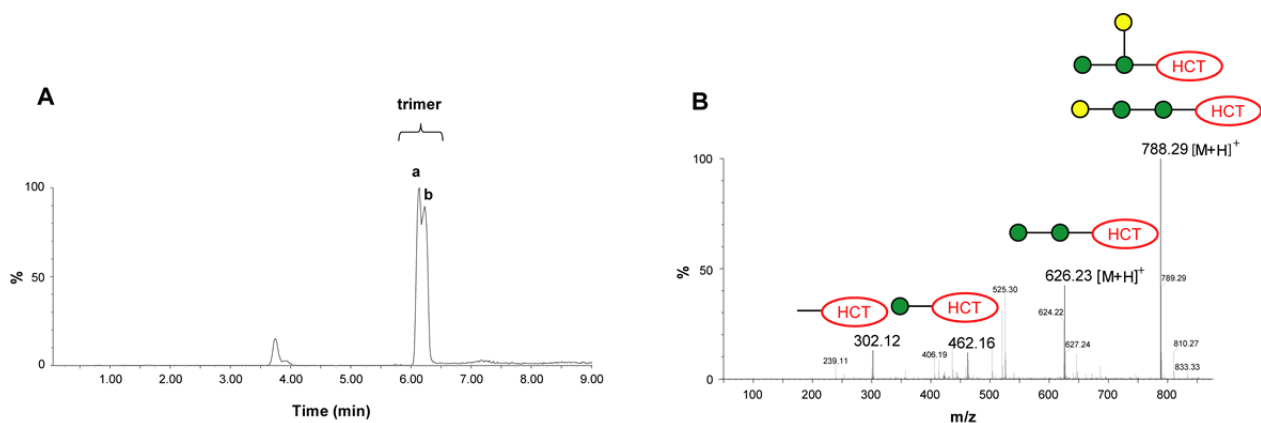 A
trimer
a
b
100
50
0
%
1.00
2.00
3.00
4.00
5.00
6.00
7.00
8.00
9.00
Time (min)
B
HCT
HCT
788.29 [M+H]+
HCT
626.23 [M+H]+
HCT
HCT
302.12
462.16
525.30
624.22
627.24
789.29
810.27
833.33
239.11
406.19
100
50
0
%
200
300
400
500
600
700
800
m/z